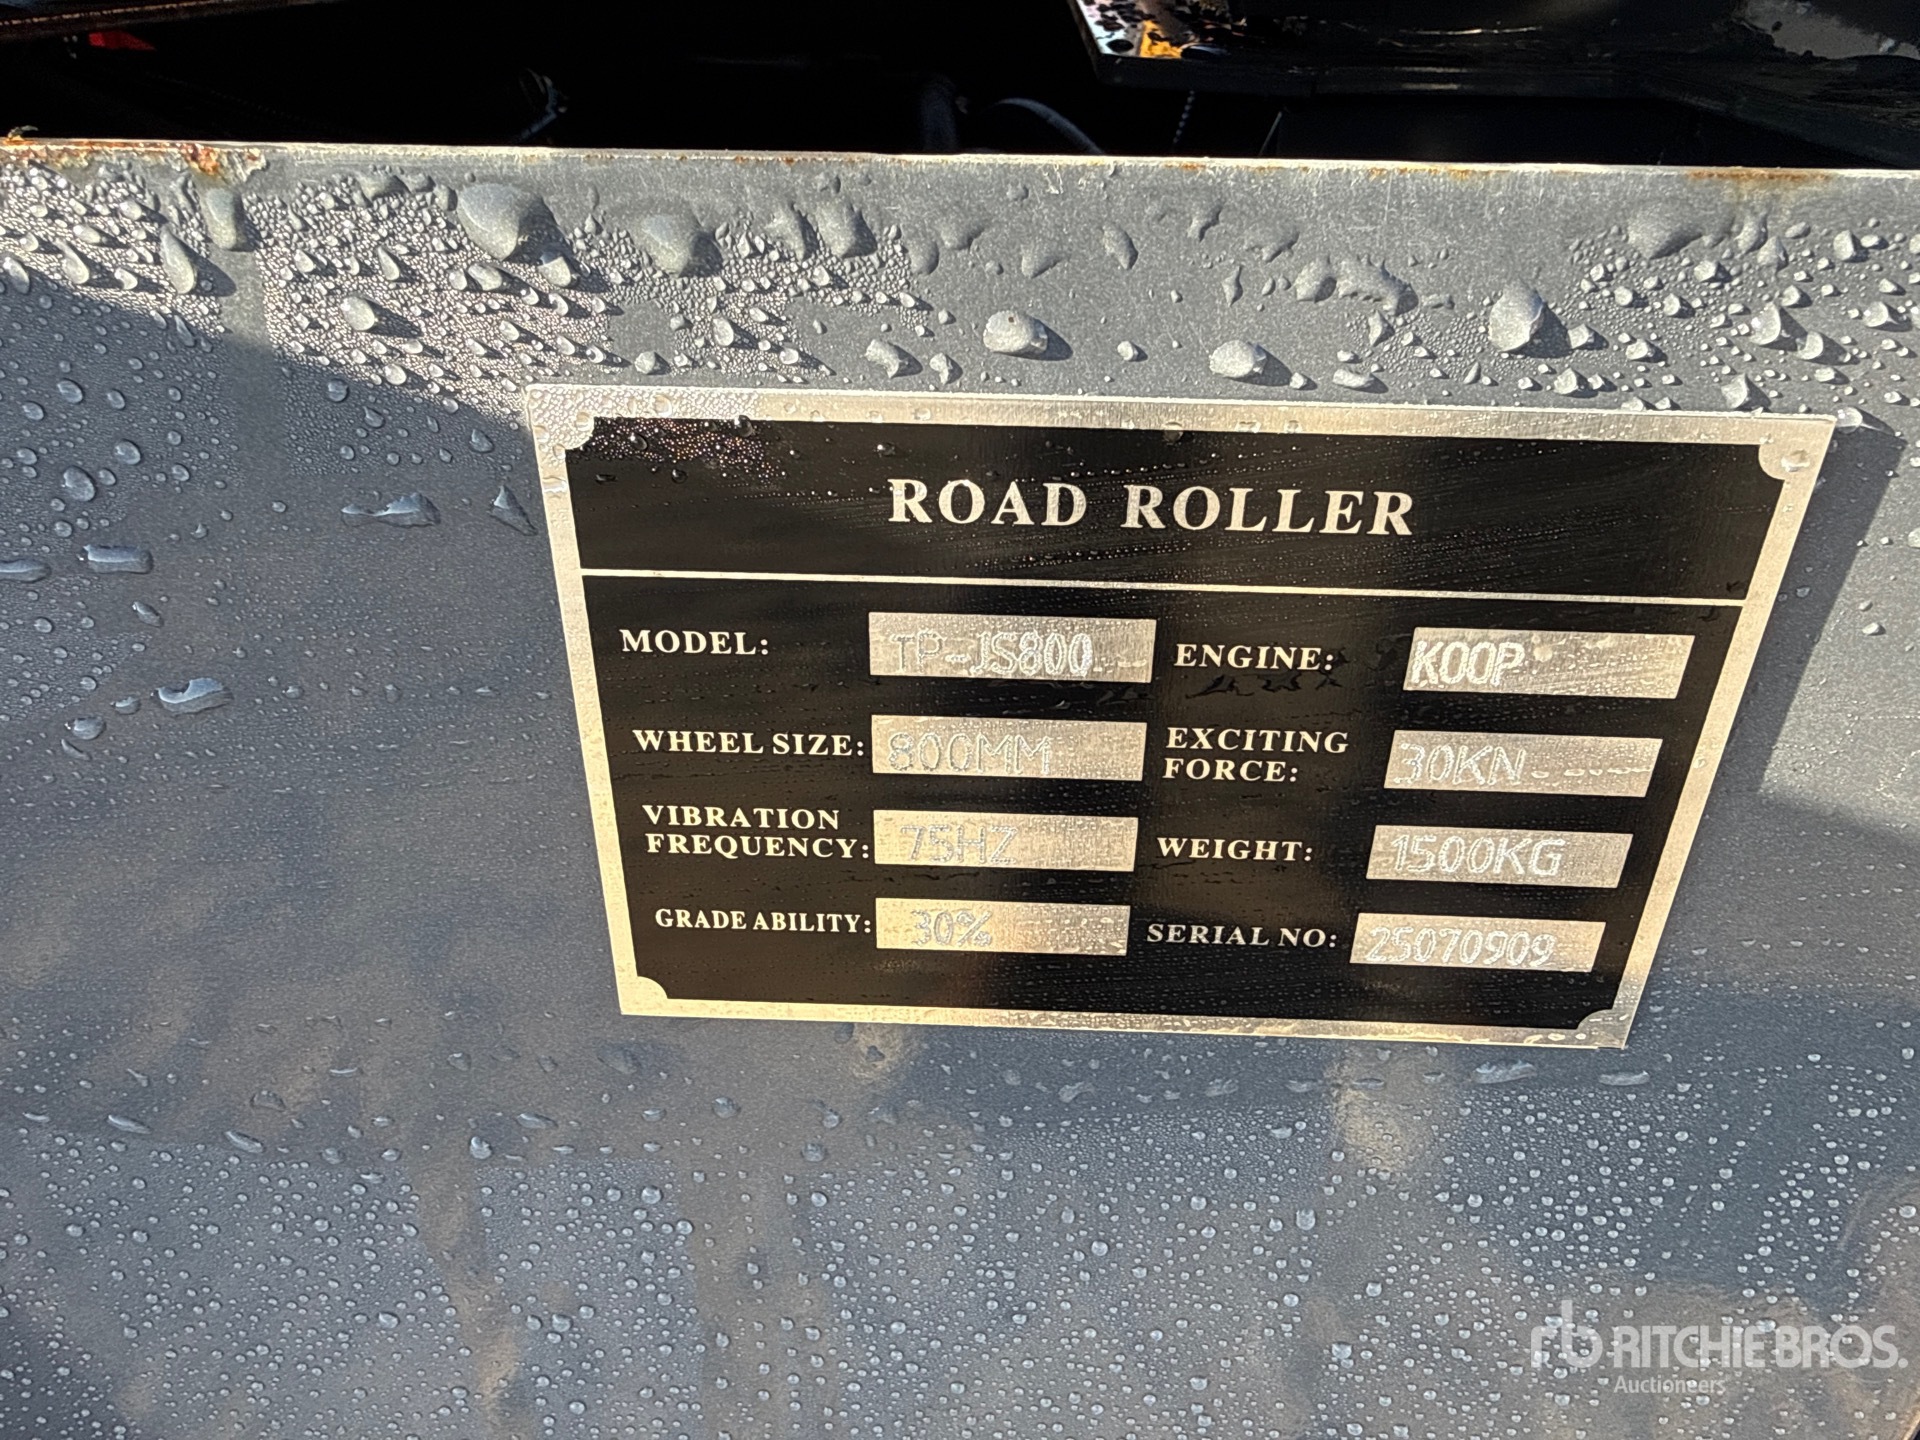 ROAD ROLLER
MODEL: TP-JS800 ENGINE: KOOP
WHEEL SIZE: 800MM EXCITING FORCE: 30KN
VIBRATION FREQUENCY: 75HZ WEIGHT: 1500KG
GRADE ABILITY: 30% SERIAL NO: 25070909
rb RITCHIE BROS.
Auctioneers